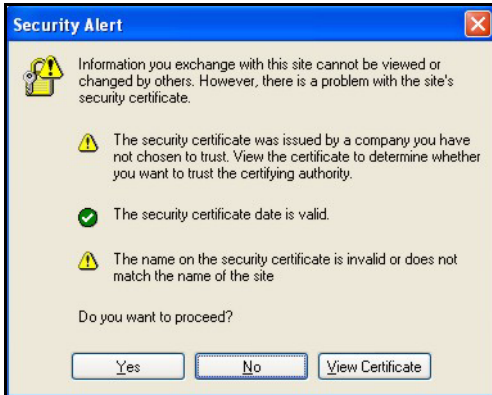 Security Alert
Information you exchange with this site cannot be viewed or
changed by others. However, there is a problem with the site's
security certificate.
The security certificate was issued by a company you have
not chosen to trust. View the certificate to determine whether
you want to trust the certifying authority.
The security certificate date is valid.
The name on the security certificate is invalid or does not
match the name of the site
Do you want to proceed?
Yes No View Certificate